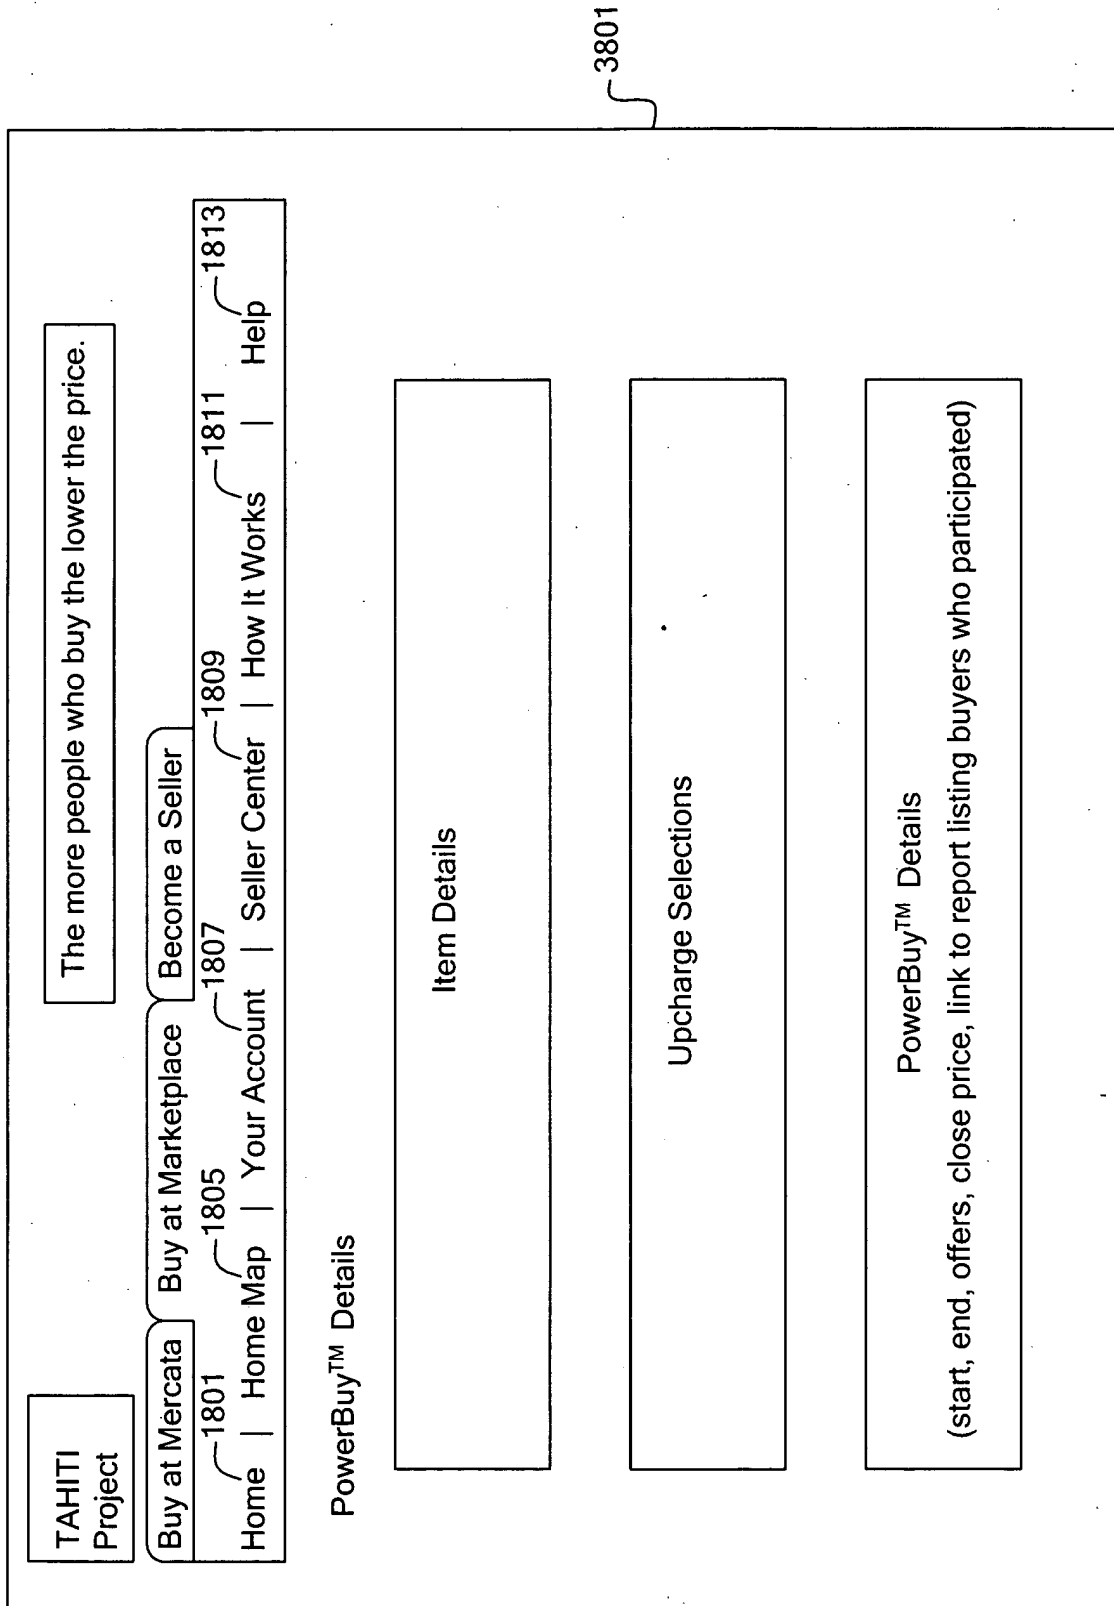 TAHITI
Project
The more people who buy the lower the price.
Buy at Mercata Buy at Marketplace Become a Seller
1801 1805 1807 1809 1811 1813
Home | Home Map | Your Account | Seller Center | How It Works | Help
PowerBuy™ Details
Item Details
Upcharge Selections
PowerBuy™ Details
(start, end, offers, close price, link to report listing buyers who participated)
3801